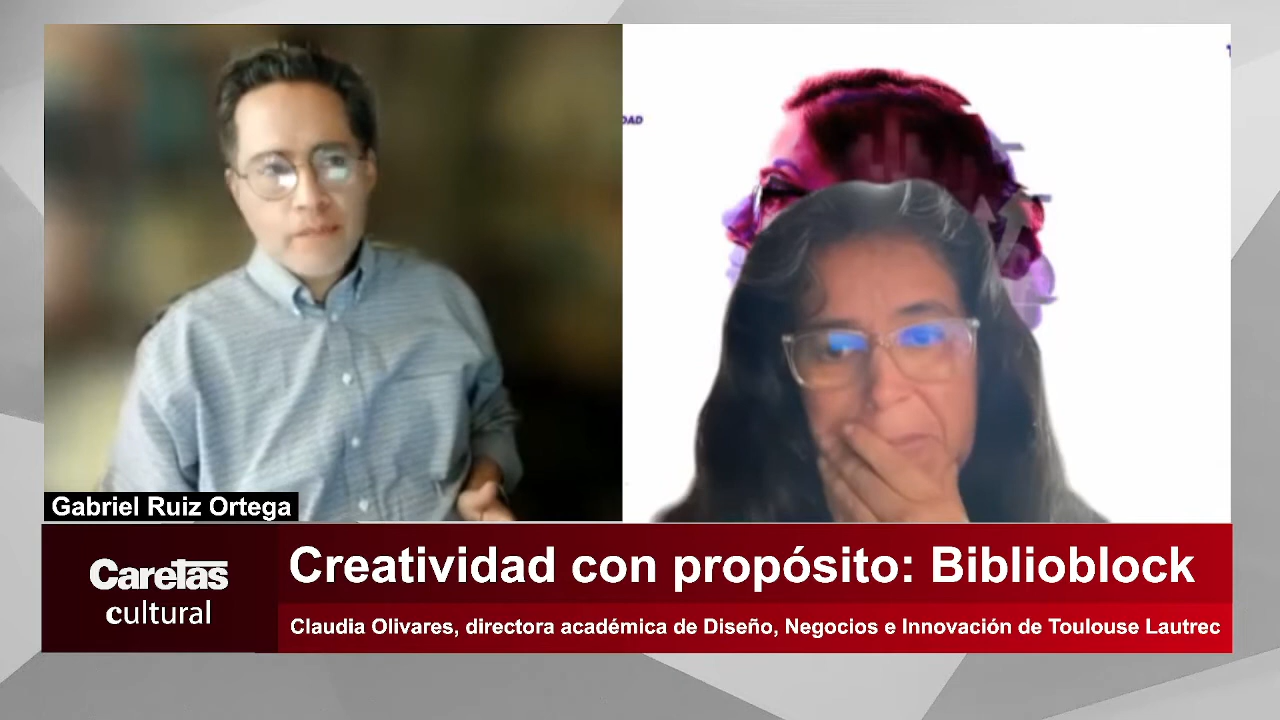 DAD
Gabriel Ruiz Ortega
Caretas
cultural
Creatividad con propósito: Biblioblock
Claudia Olivares, directora académica de Diseño, Negocios e Innovación de Toulouse Lautrec